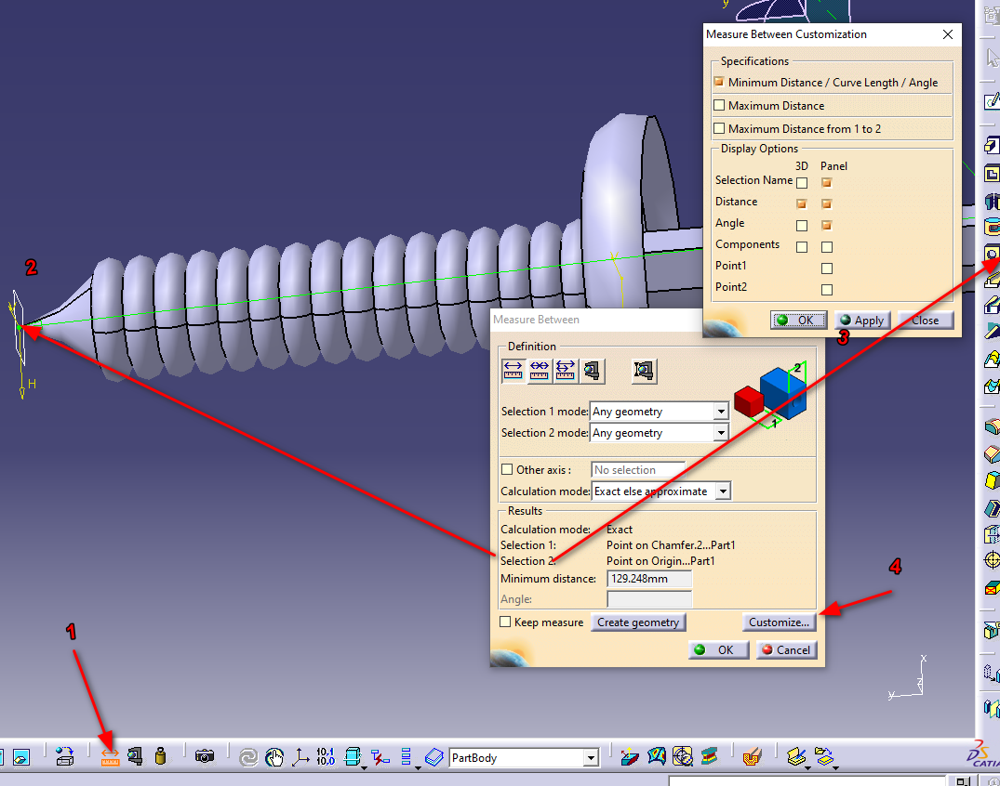 y
Measure Between Customization
Specifications
Minimum Distance / Curve Length / Angle
Maximum Distance
Maximum Distance from 1 to 2
Display Options
3D Panel
Selection Name
Distance
Angle
Components
Point1
Point2
OK Apply Close
3
2
H
Measure Between
Definition
2
1
Selection 1 mode: Any geometry
Selection 2 mode: Any geometry
Other axis : No selection
Calculation mode: Exact else approximate
Results
Calculation mode: Exact
Selection 1: Point on Chamfer.2...Part1
Selection 2: Point on Origin...Part1
Minimum distance: 129.248mm
Angle:
Keep measure Create geometry Customize...
OK Cancel
4
1
x
y z
10,1
10,0
PartBody
DS
CATIA